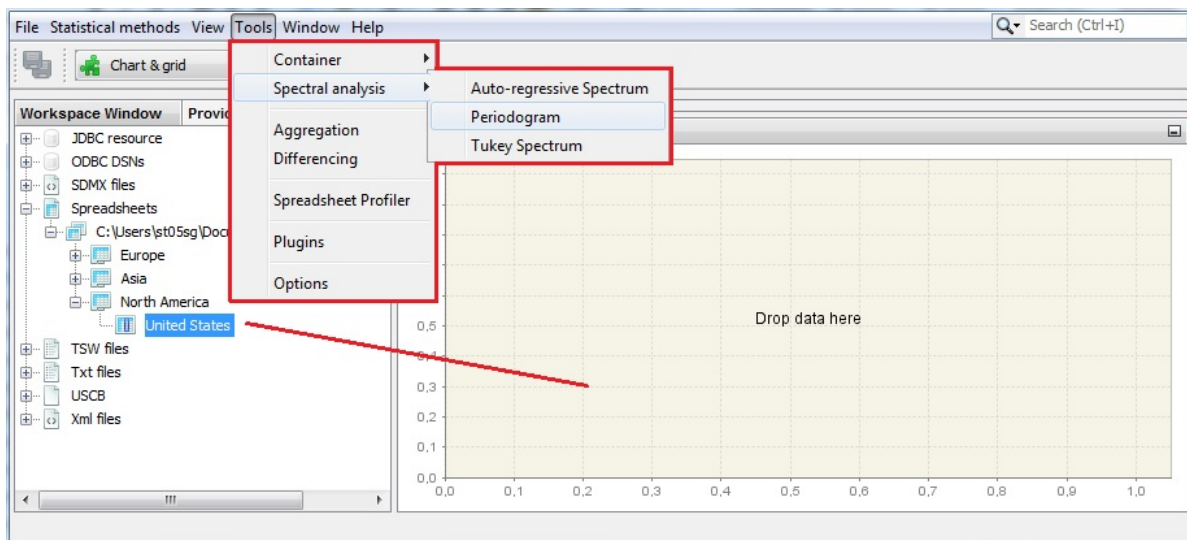 File Statistical methods View Tools Window Help
Search (Ctrl+I)
Chart & grid
Container
Spectral analysis
Aggregation
Differencing
Spreadsheet Profiler
Plugins
Options
Auto-regressive Spectrum
Periodogram
Tukey Spectrum
Workspace Window
JDBC resource
ODBC DSNs
SDMX files
Spreadsheets
C:\Users\st05sg\Docu
Europe
Asia
North America
United States
TSW files
Txt files
USCB
Xml files
Drop data here
0,5
0,3
0,2
0,1
0,0
0,0 0,1 0,2 0,3 0,4 0,5 0,6 0,7 0,8 0,9 1,0